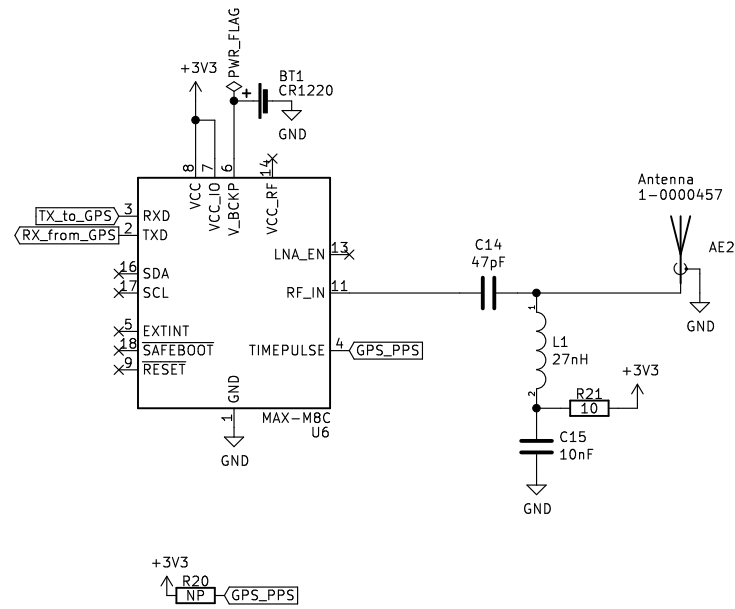 PWR_FLAG
+3V3
BT1
CR1220
+
GND
8
7
6
14
VCC
VCC_IO
V_BCKP
VCC_RF
Antenna
1-0000457
TX_to_GPS
3
RXD
RX_from_GPS
2
TXD
LNA_EN
13
C14
47pF
AE2
16
SDA
17
SCL
RF_IN
11
GND
1
5
EXTINT
18
SAFEBOOT
TIMEPULSE
4
GPS_PPS
L1
27nH
9
RESET
+3V3
2
R21
10
GND
1
MAX-M8C
U6
C15
10nF
GND
GND
+3V3
R20
NP
GPS_PPS